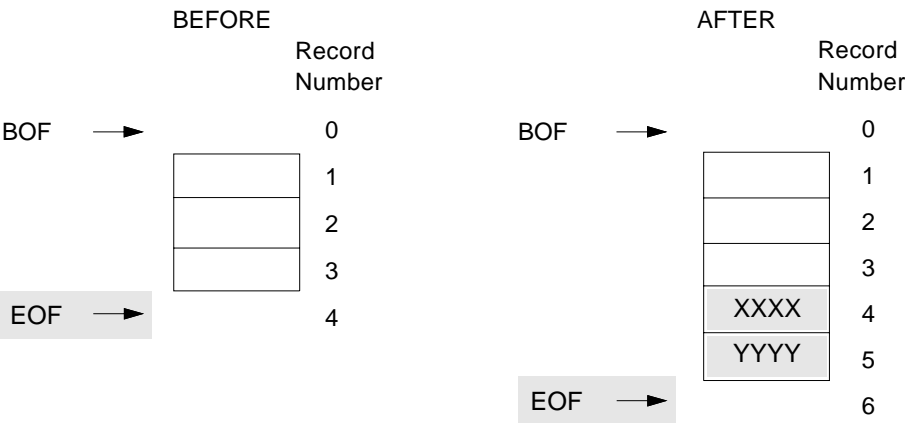 BEFORE
Record
Number
BOF 0
1
2
3
EOF 4
AFTER
Record
Number
BOF 0
1
2
3
XXXX 4
YYYY 5
EOF 6